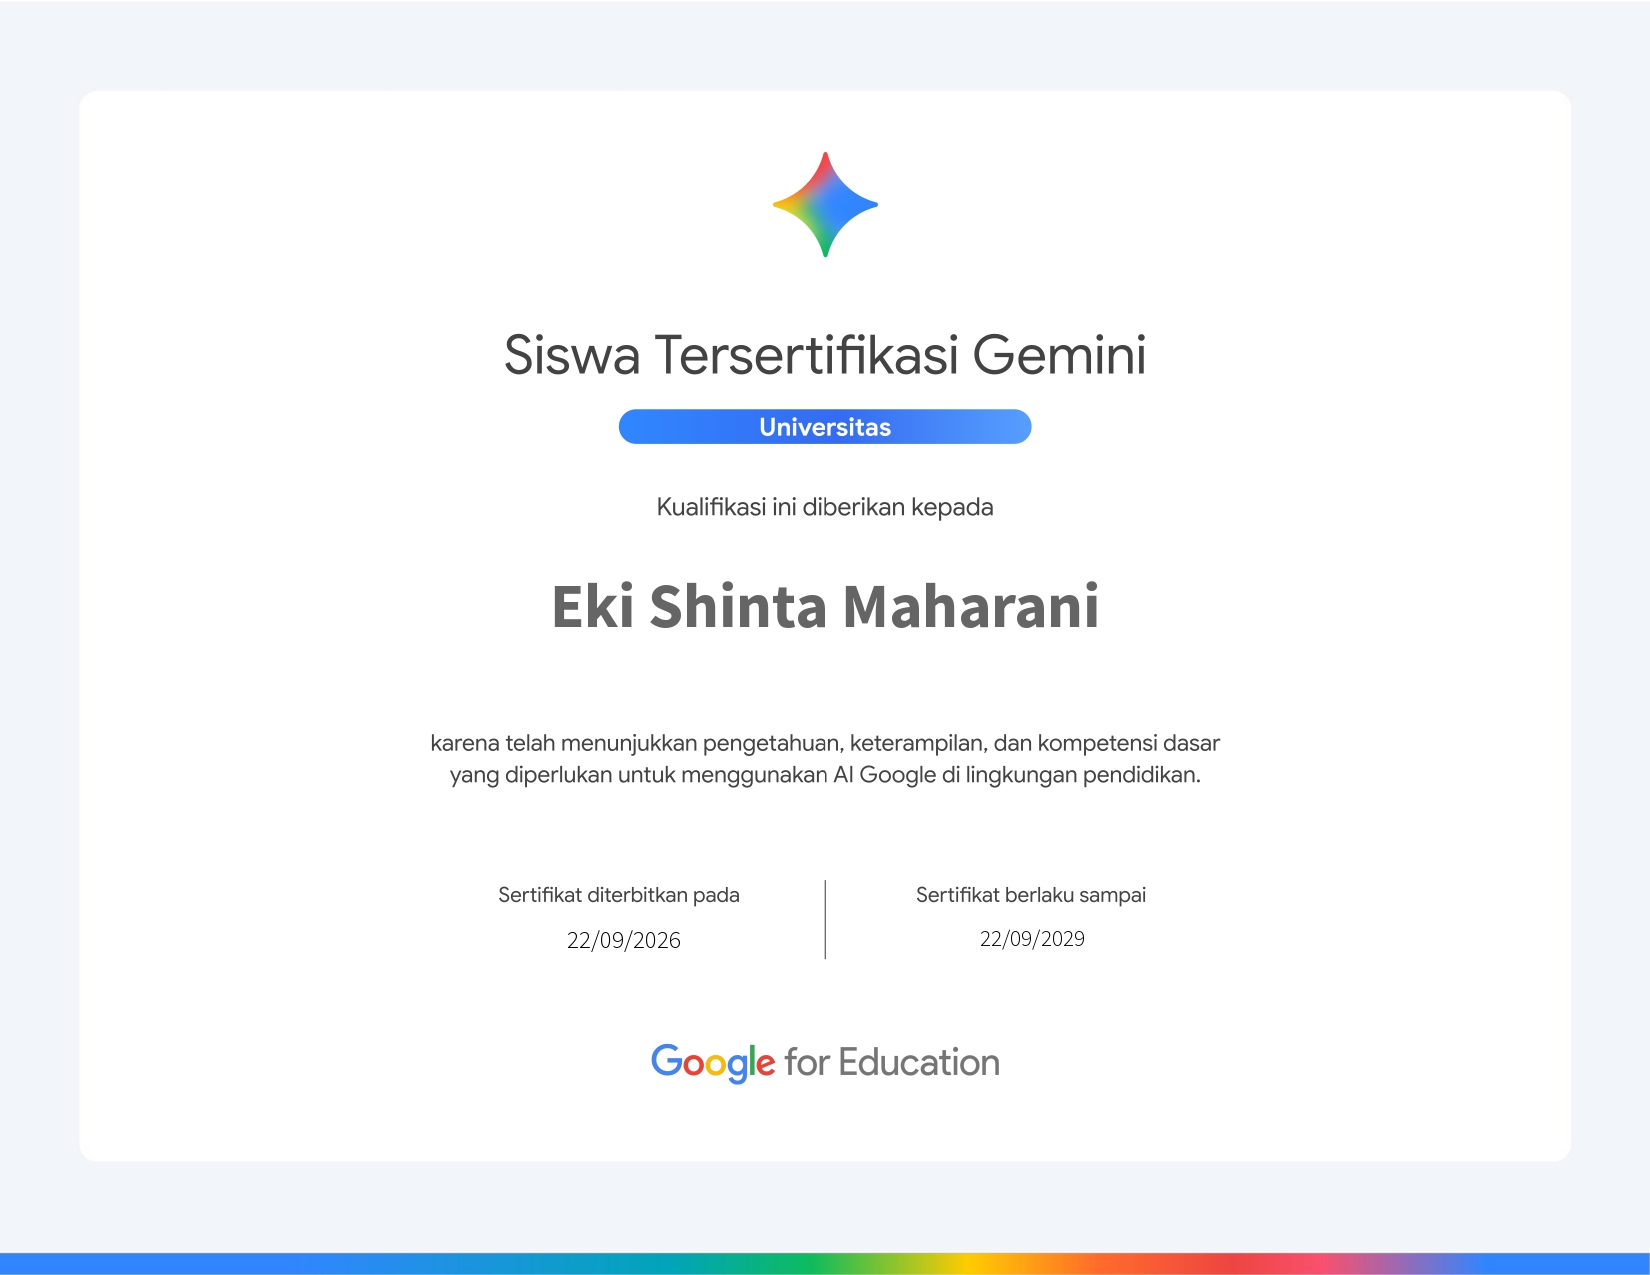 Siswa Tersertifikasi Gemini
Universitas
Kualifikasi ini diberikan kepada
Eki Shinta Maharani
karena telah menunjukkan pengetahuan, keterampilan, dan kompetensi dasar
yang diperlukan untuk menggunakan AI Google di lingkungan pendidikan.
Sertifikat diterbitkan pada
22/09/2026
Sertifikat berlaku sampai
22/09/2029
Google for Education